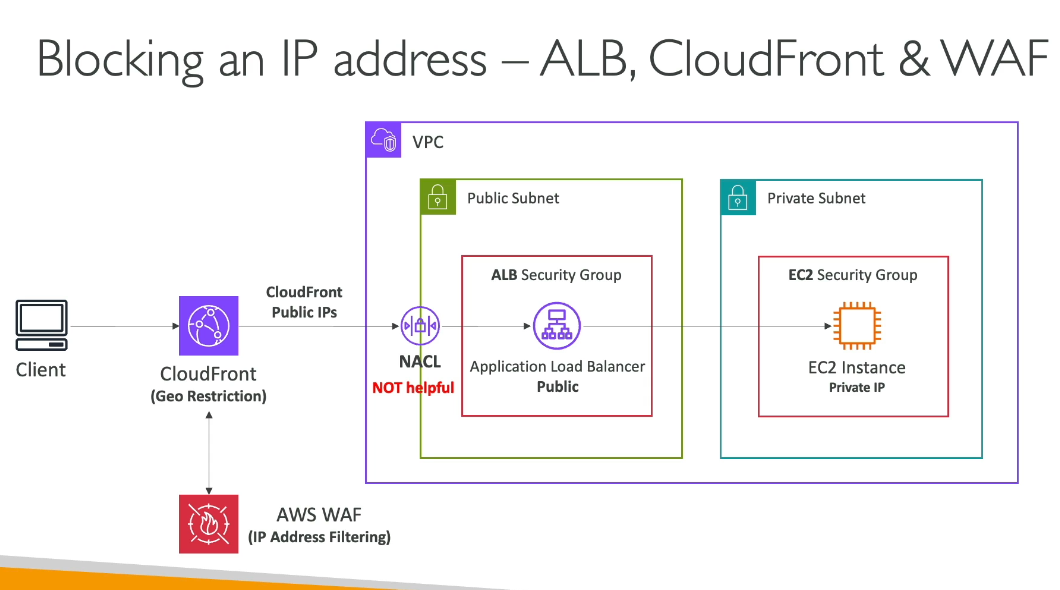 Blocking an IP address – ALB, CloudFront & WAF
VPC
Public Subnet
Private Subnet
ALB Security Group
EC2 Security Group
CloudFront
Public IPs
Client
CloudFront
(Geo Restriction)
NACL
NOT helpful
Application Load Balancer
Public
EC2 Instance
Private IP
AWS WAF
(IP Address Filtering)